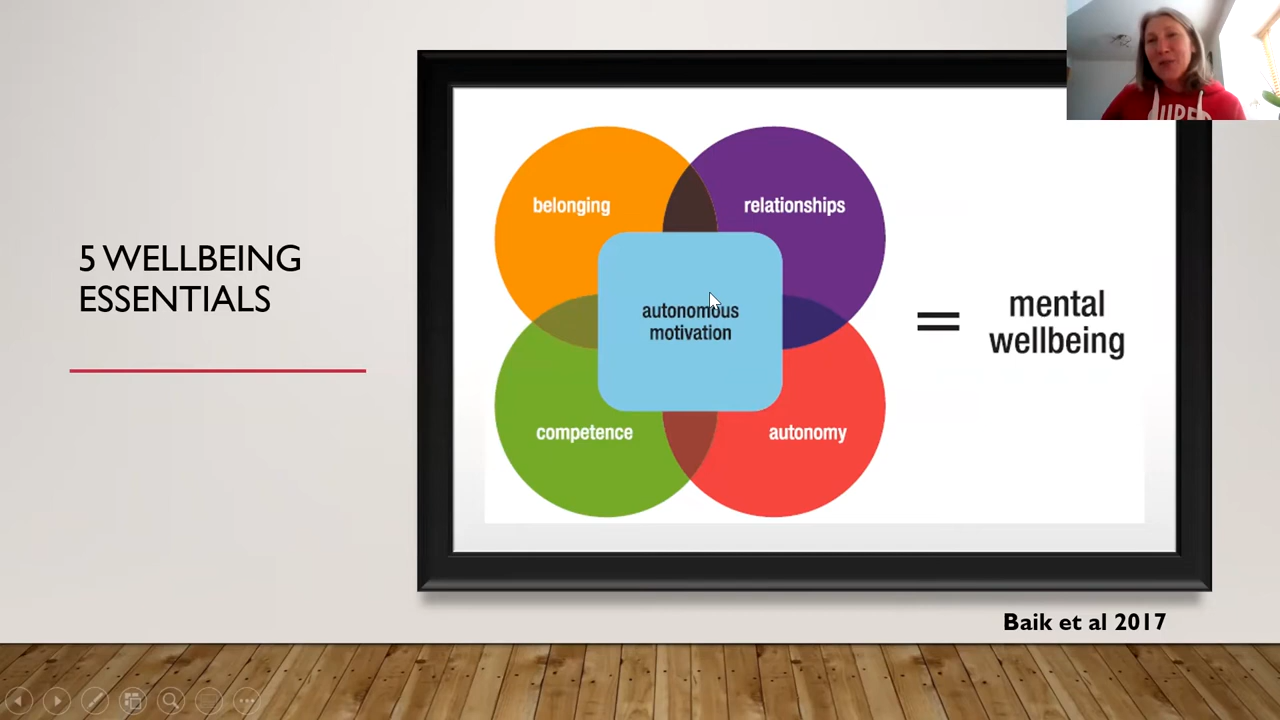 5 WELLBEING
ESSENTIALS
belonging
relationships
autonomous
motivation
competence
autonomy
=
mental
wellbeing
Baik et al 2017